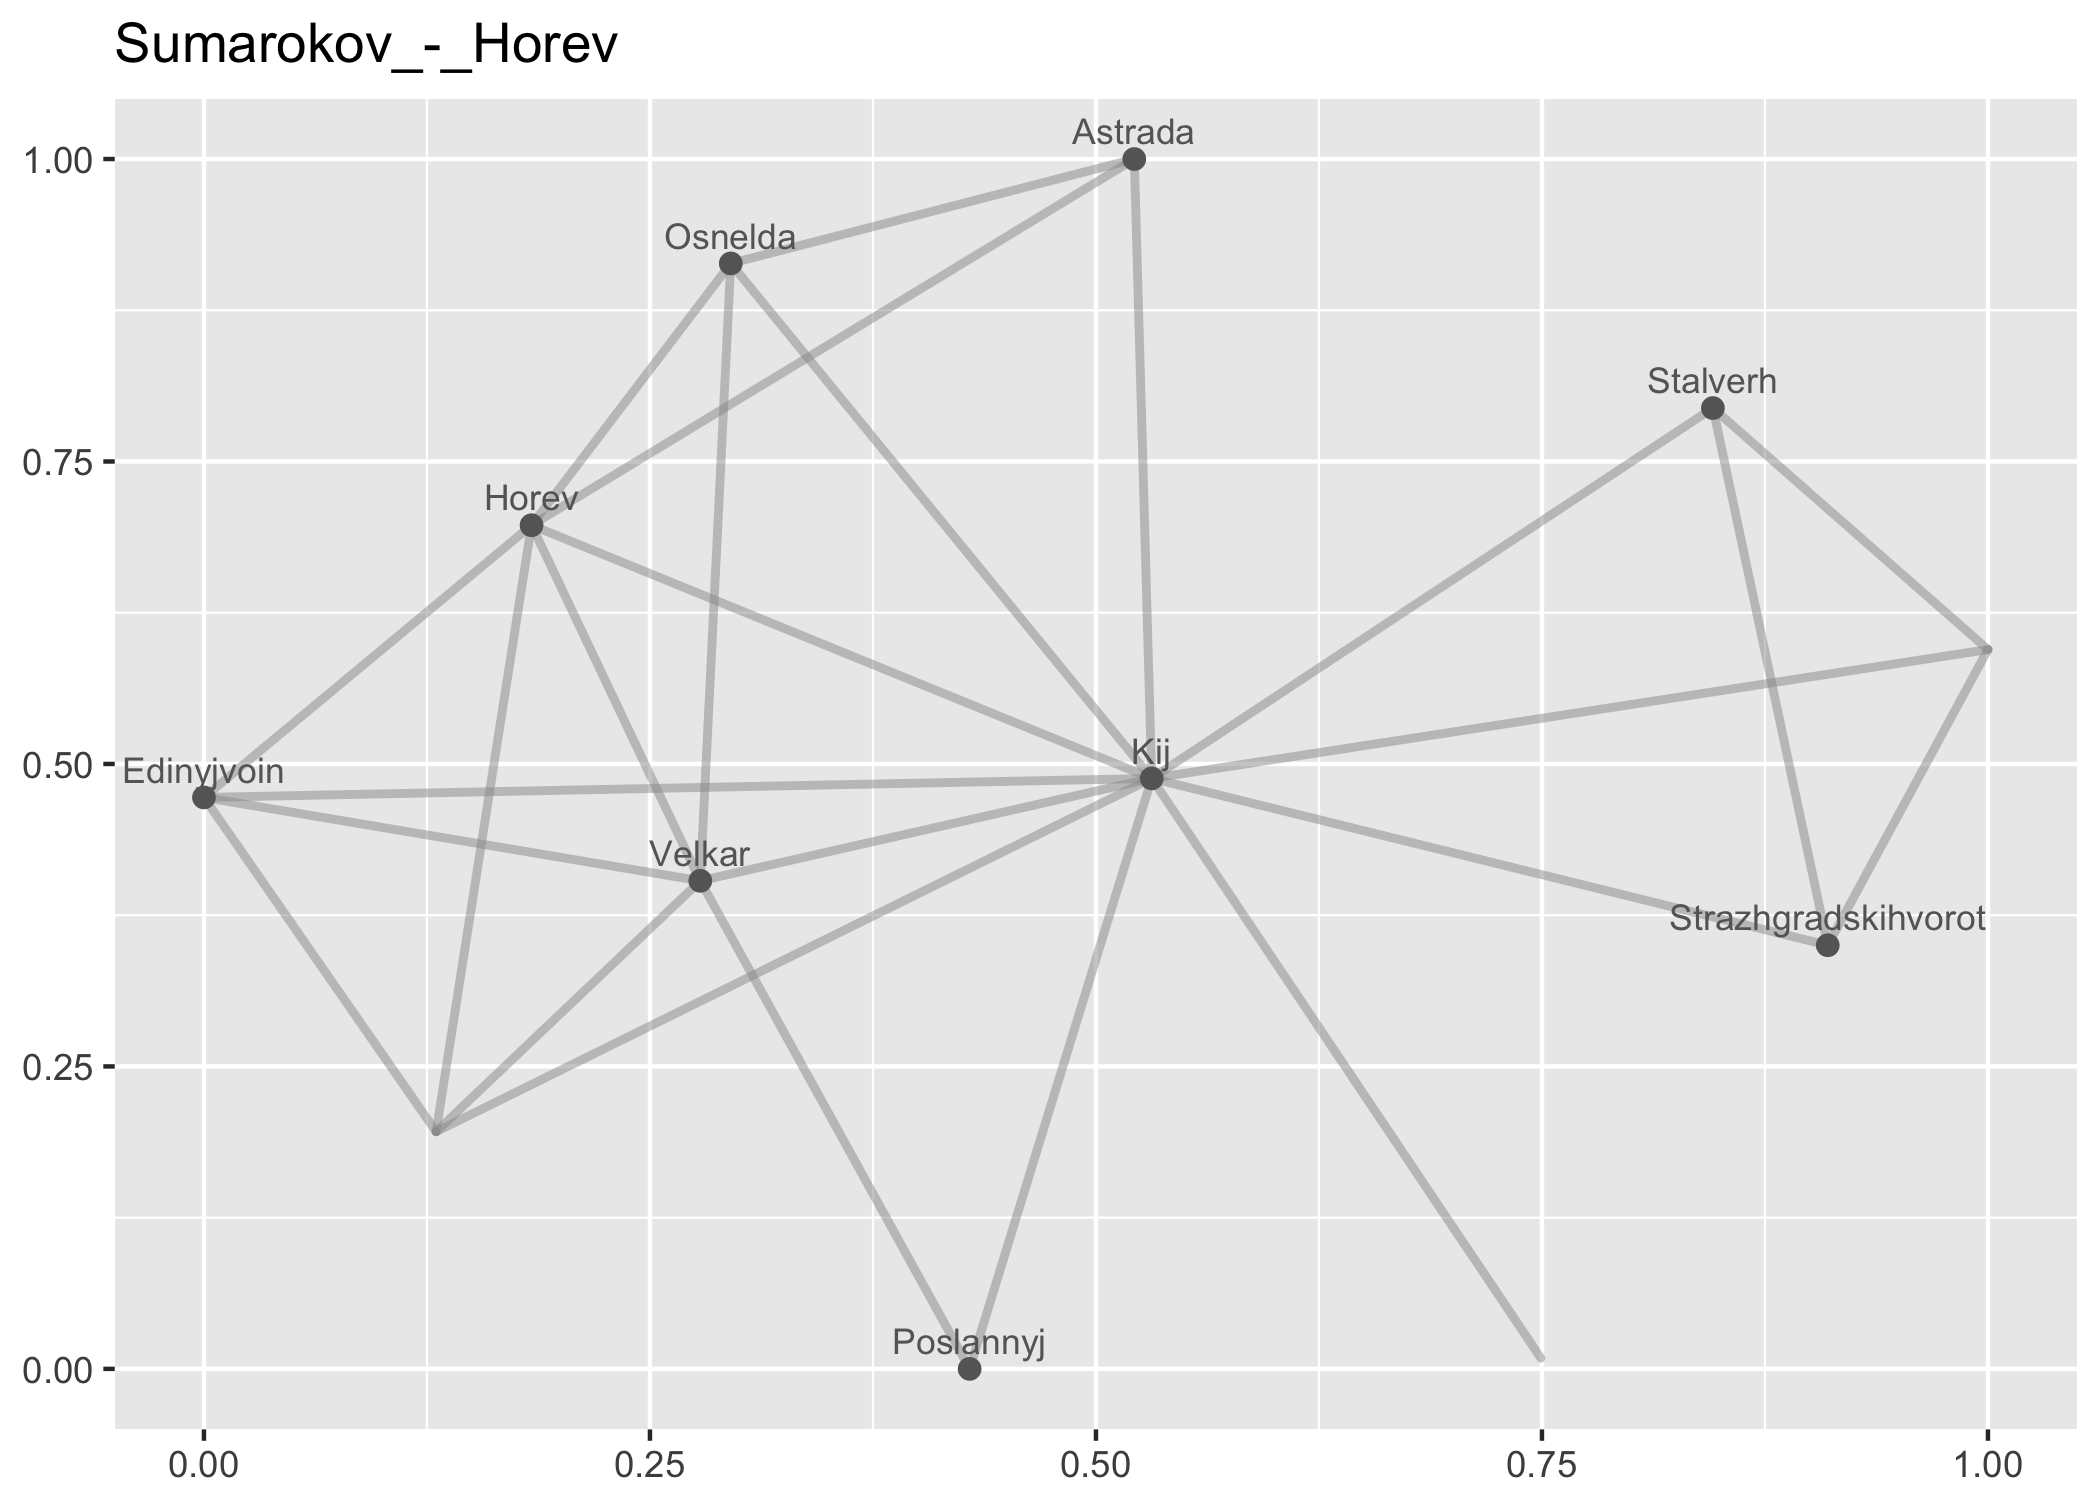 Sumarokov_-_Horev
Astrada
1.00
Osnelda
Stalverh
0.75
Horev
Kij
0.50
Edinyjvoin
Velkar
Strazhgradskihvorot
0.25
Poslannyj
0.00
0.00 0.25 0.50 0.75 1.00